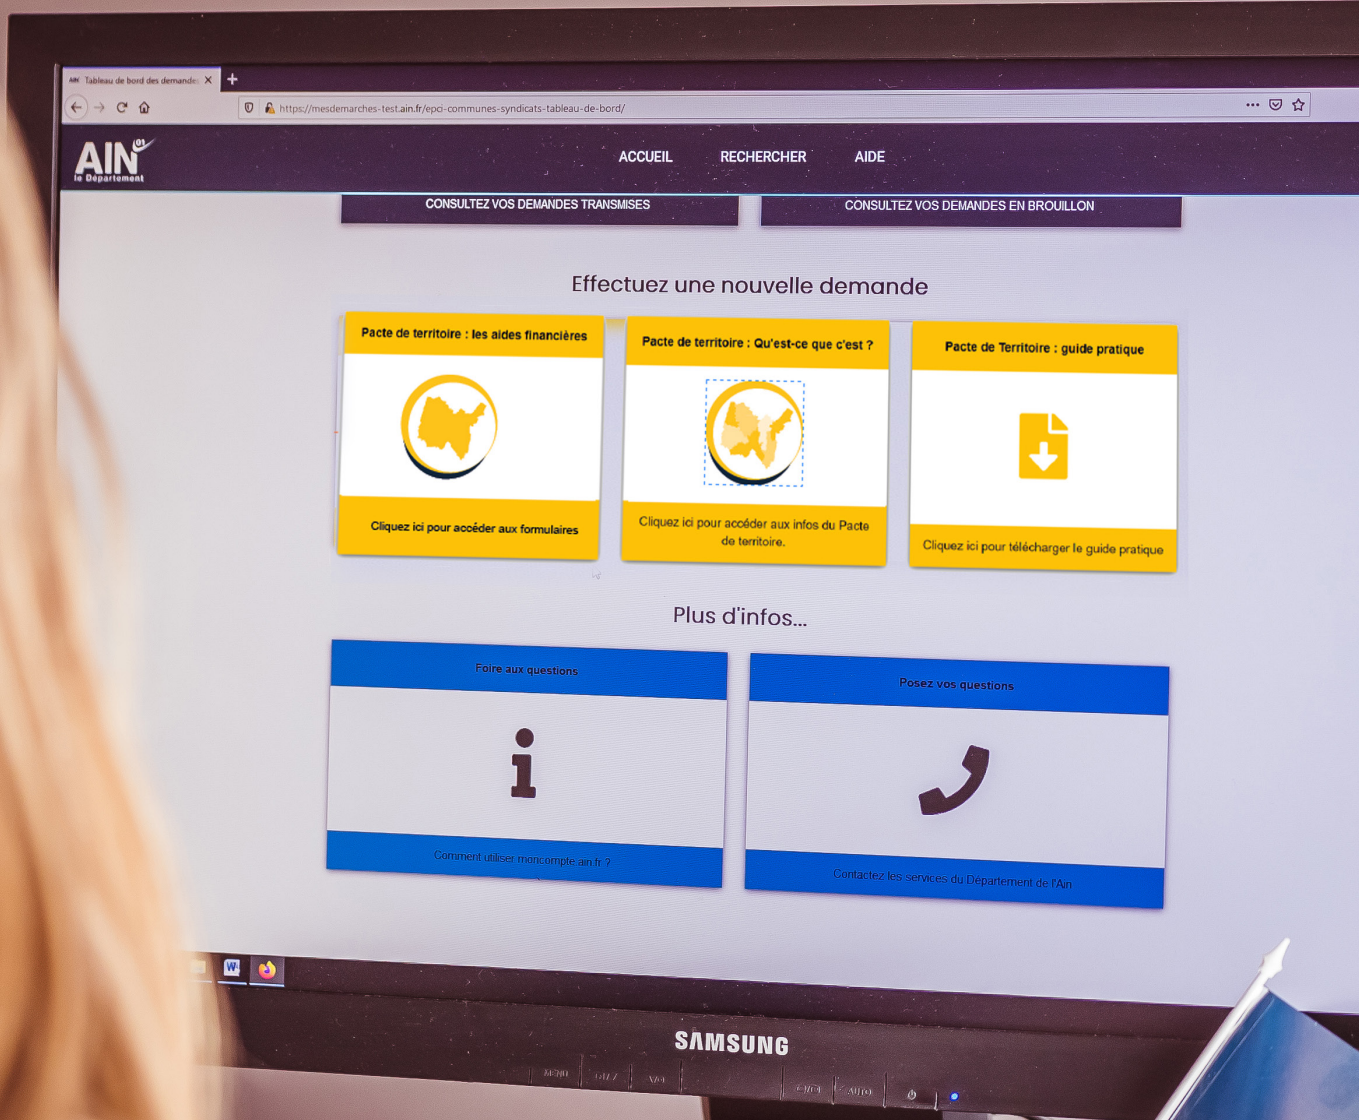 AIN Tableau de bord des demande
https://mesdemarches-test.ain.fr/epci-communes-syndicats-tableau-de-bord/
AIN 01
le Département
ACCUEIL RECHERCHER AIDE
CONSULTEZ VOS DEMANDES TRANSMISES
CONSULTEZ VOS DEMANDES EN BROUILLON
Effectuez une nouvelle demande
Pacte de territoire : les aides financières
Cliquez ici pour accéder aux formulaires
Pacte de territoire : Qu'est-ce que c'est ?
Cliquez ici pour accéder aux infos du Pacte
de territoire.
Pacte de Territoire : guide pratique
Cliquez ici pour télécharger le guide pratique
Plus d'infos...
Foire aux questions
Comment utiliser moncompte.ain.fr ?
Posez vos questions
Contactez les services du Département de l'Ain
W
SAMSUNG
MENU
AUTO